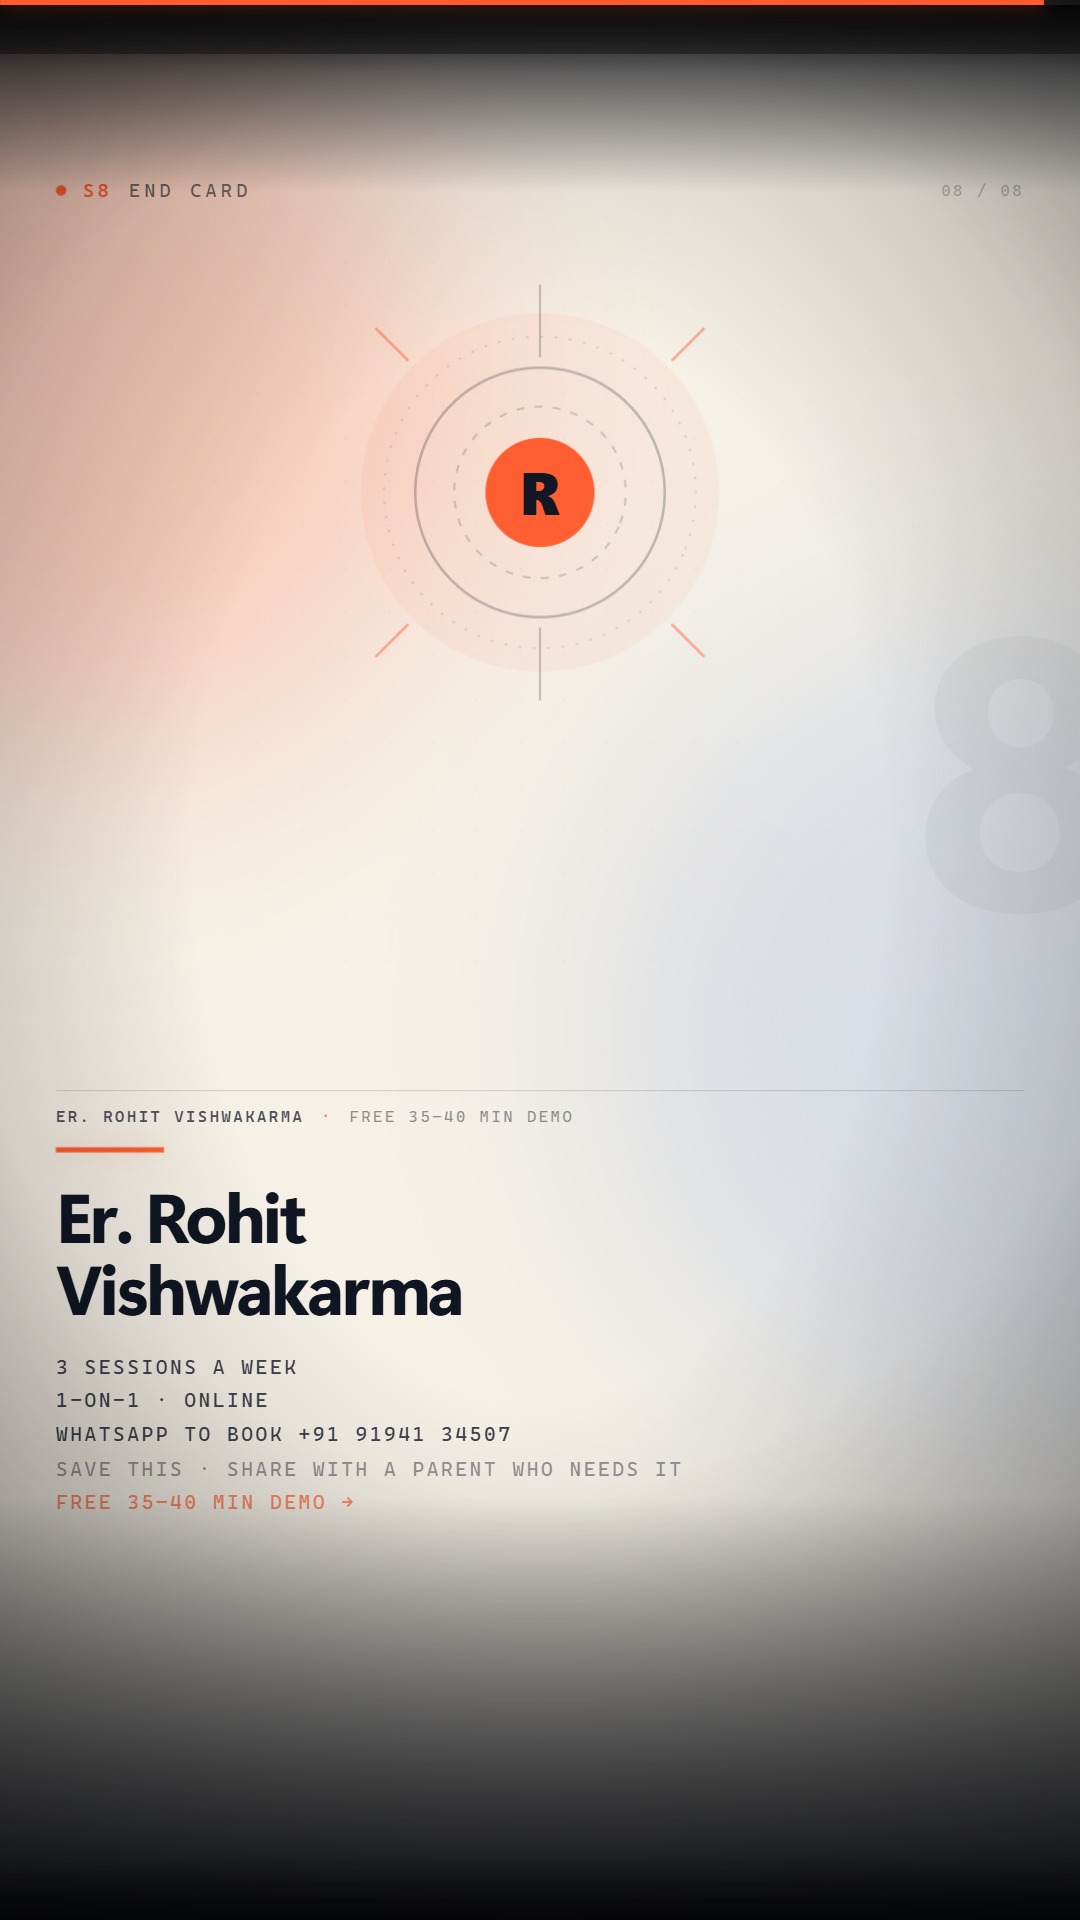 S8 END CARD
08 / 08
R
8
ER. ROHIT VISHWAKARMA · FREE 35–40 MIN DEMO
Er. Rohit
Vishwakarma
3 SESSIONS A WEEK
1–ON–1 · ONLINE
WHATSAPP TO BOOK +91 91941 34507
SAVE THIS · SHARE WITH A PARENT WHO NEEDS IT
FREE 35–40 MIN DEMO →